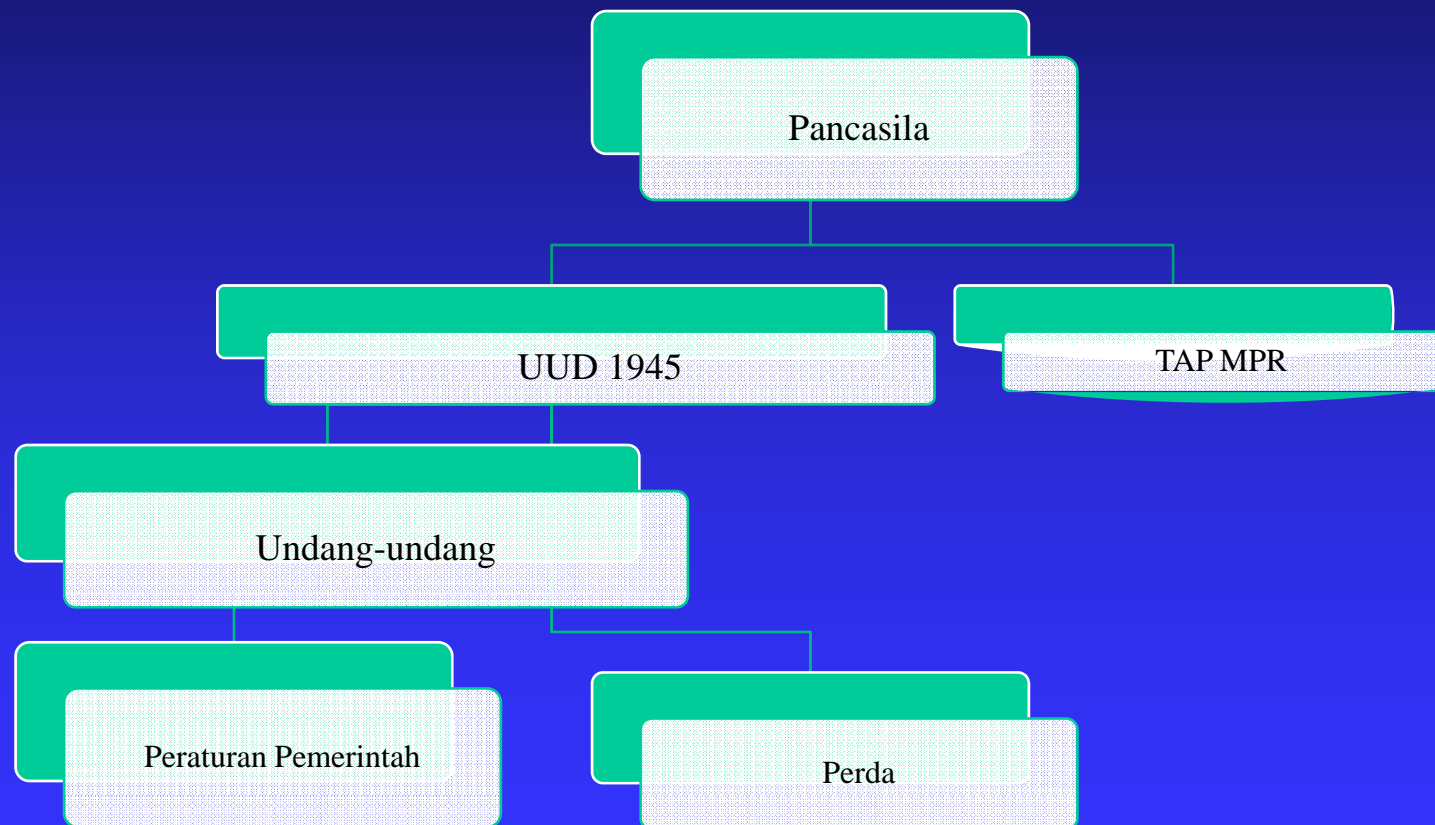 Pancasila
UUD 1945
TAP MPR
Undang-undang
Peraturan Pemerintah
Perda